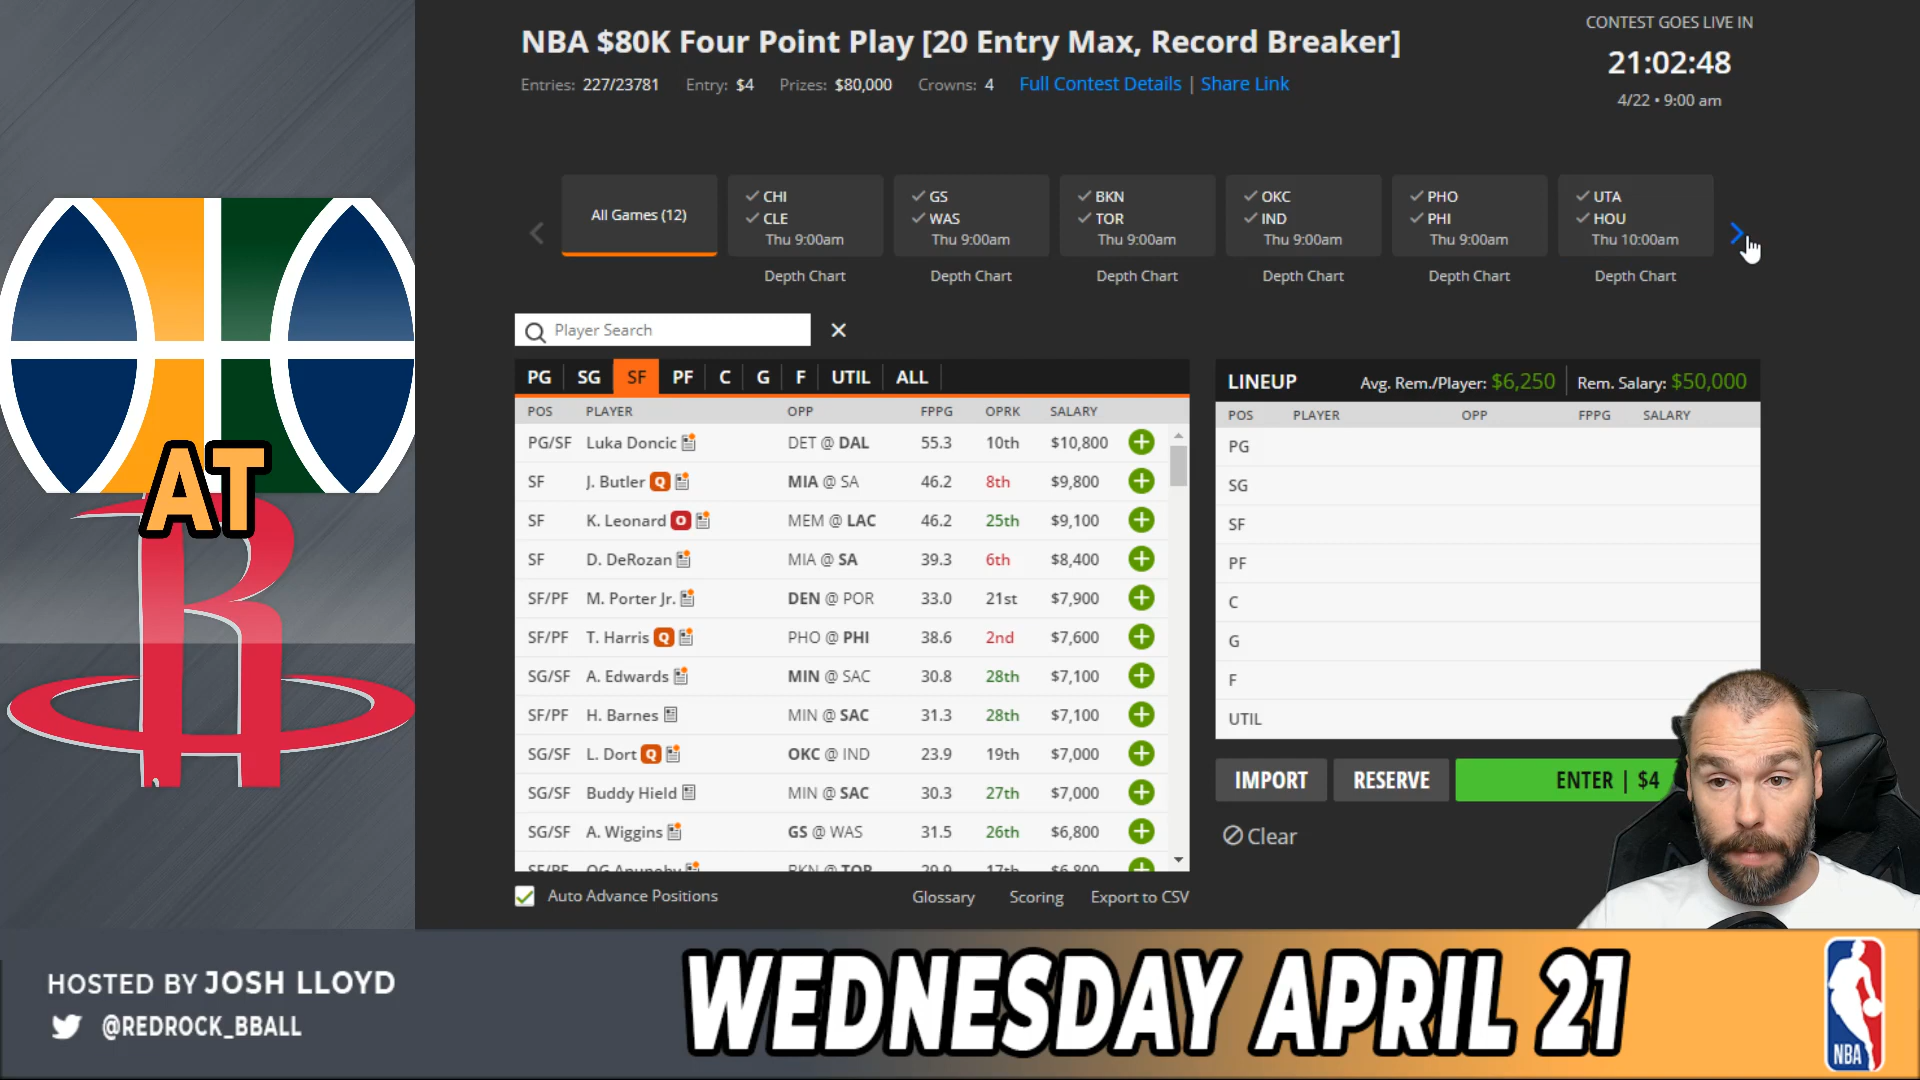 NBA $80K Four Point Play [20 Entry Max, Record Breaker]
Entries: 227/23781 Entry: $4 Prizes: $80,000 Crowns: 4 Full Contest Details | Share Link
CONTEST GOES LIVE IN
21:02:48
4/22 • 9:00 am
All Games (12)
CHI
CLE
Thu 9:00am
Depth Chart
GS
WAS
Thu 9:00am
Depth Chart
BKN
TOR
Thu 9:00am
Depth Chart
OKC
IND
Thu 9:00am
Depth Chart
PHO
PHI
Thu 9:00am
Depth Chart
UTA
HOU
Thu 10:00am
Depth Chart
AT
Player Search
PG SG SF PF C G F UTIL ALL
POS PLAYER OPP FPPG OPRK SALARY
PG/SF Luka Doncic DET @ DAL 55.3 10th $10,800
SF J. Butler Q MIA @ SA 46.2 8th $9,800
SF K. Leonard O MEM @ LAC 46.2 25th $9,100
SF D. DeRozan MIA @ SA 39.3 6th $8,400
SF/PF M. Porter Jr. DEN @ POR 33.0 21st $7,900
SF/PF T. Harris Q PHO @ PHI 38.6 2nd $7,600
SG/SF A. Edwards MIN @ SAC 30.8 28th $7,100
SF/PF H. Barnes MIN @ SAC 31.3 28th $7,100
SG/SF L. Dort Q OKC @ IND 23.9 19th $7,000
SG/SF Buddy Hield MIN @ SAC 30.3 27th $7,000
SG/SF A. Wiggins GS @ WAS 31.5 26th $6,800
SF/PF OG Anunoby BKN @ TOR 29.9 17th $6,800
Auto Advance Positions Glossary Scoring Export to CSV
LINEUP Avg. Rem./Player: $6,250 Rem. Salary: $50,000
POS PLAYER OPP FPPG SALARY
PG
SG
SF
PF
C
G
F
UTIL
IMPORT RESERVE ENTER | $4
Clear
HOSTED BY JOSH LLOYD
@REDROCK_BBALL
WEDNESDAY APRIL 21
NBA